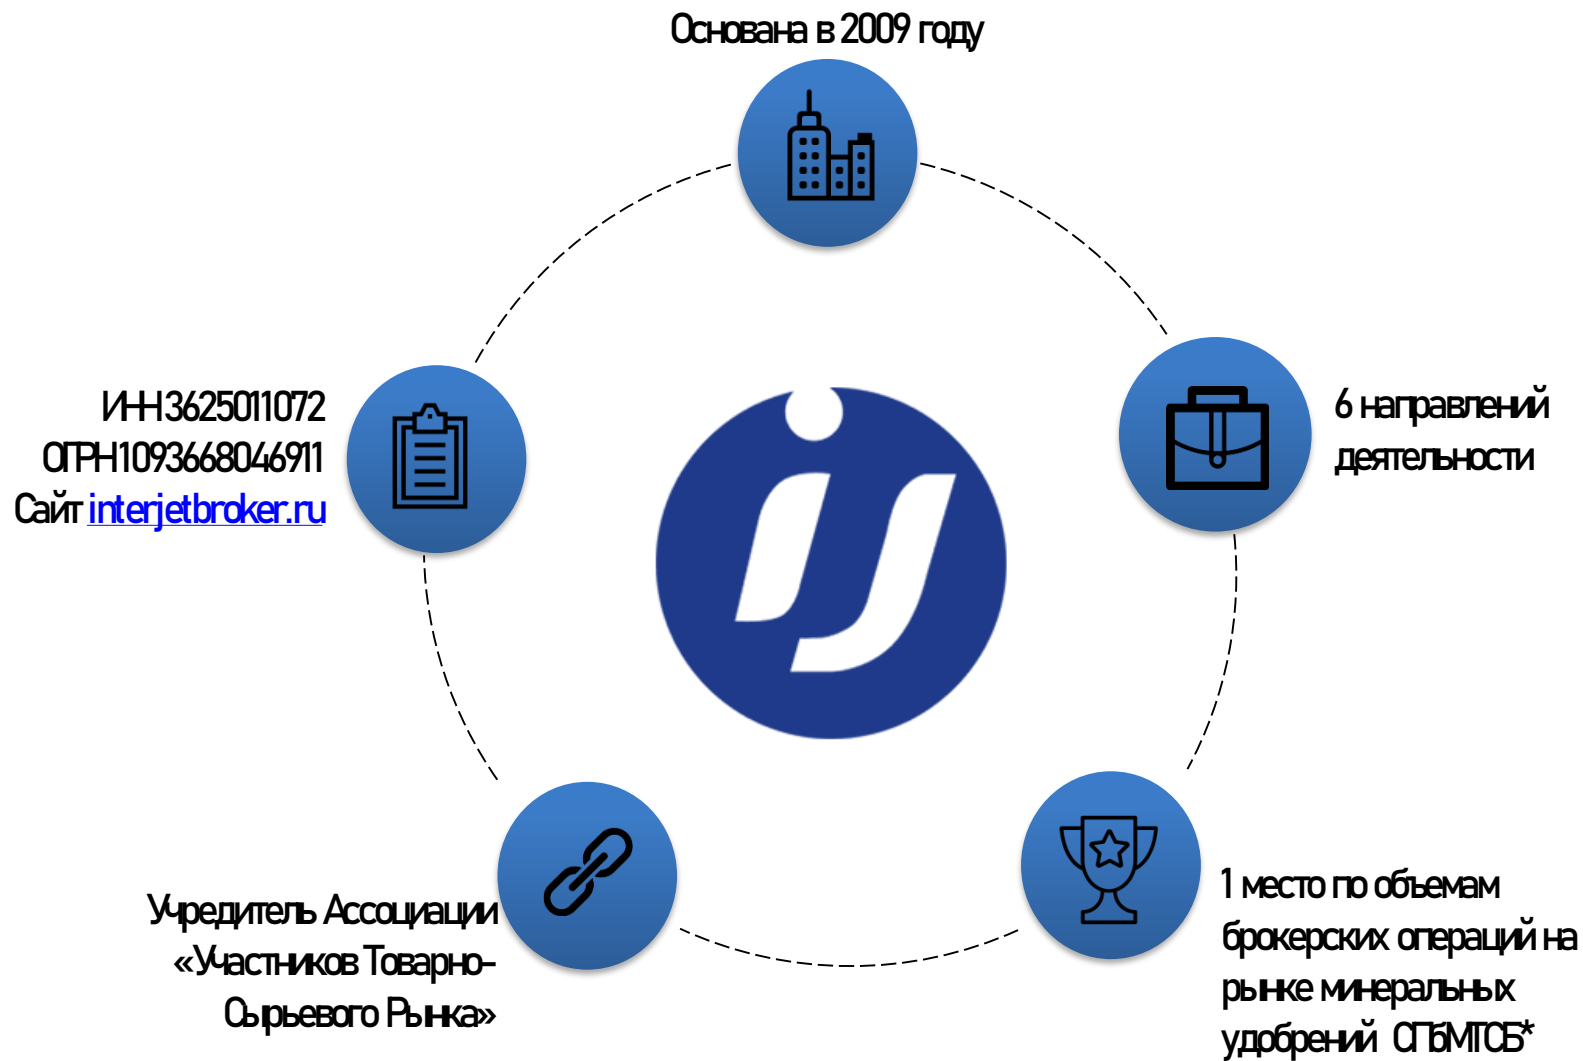 Основана в 2009 году
ИНН 3625011072
ОГРН 1093668046911
Сайт interjetbroker.ru
6 направлений
деятельности
Учредитель Ассоциации
«Участников Товарно-
Сырьевого Рынка»
1 место по объемам
брокерских операций на
рынке минеральных
удобрений СПбМТСБ*